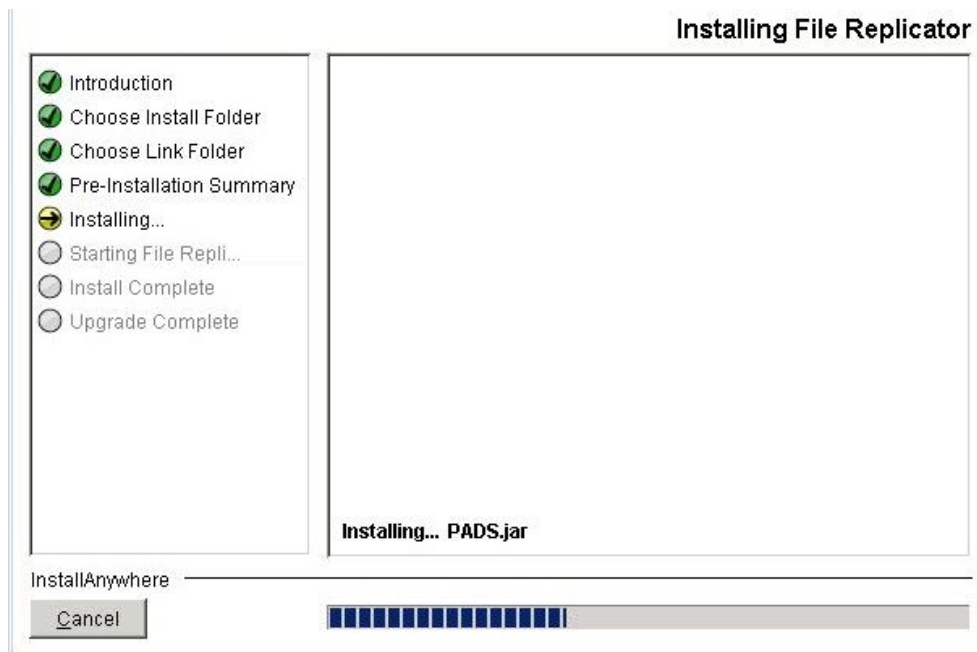 Installing File Replicator
Introduction
Choose Install Folder
Choose Link Folder
Pre-Installation Summary
Installing...
Starting File Repli...
Install Complete
Upgrade Complete
Installing... PADS.jar
InstallAnywhere
Cancel